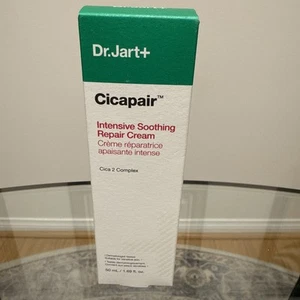 Dr.Jart+
Cicapair™
Intensive Soothing
Repair Cream
Crème réparatrice
apaisante intense
Cica 2 Complex
50 mL / 1.69 fl. oz